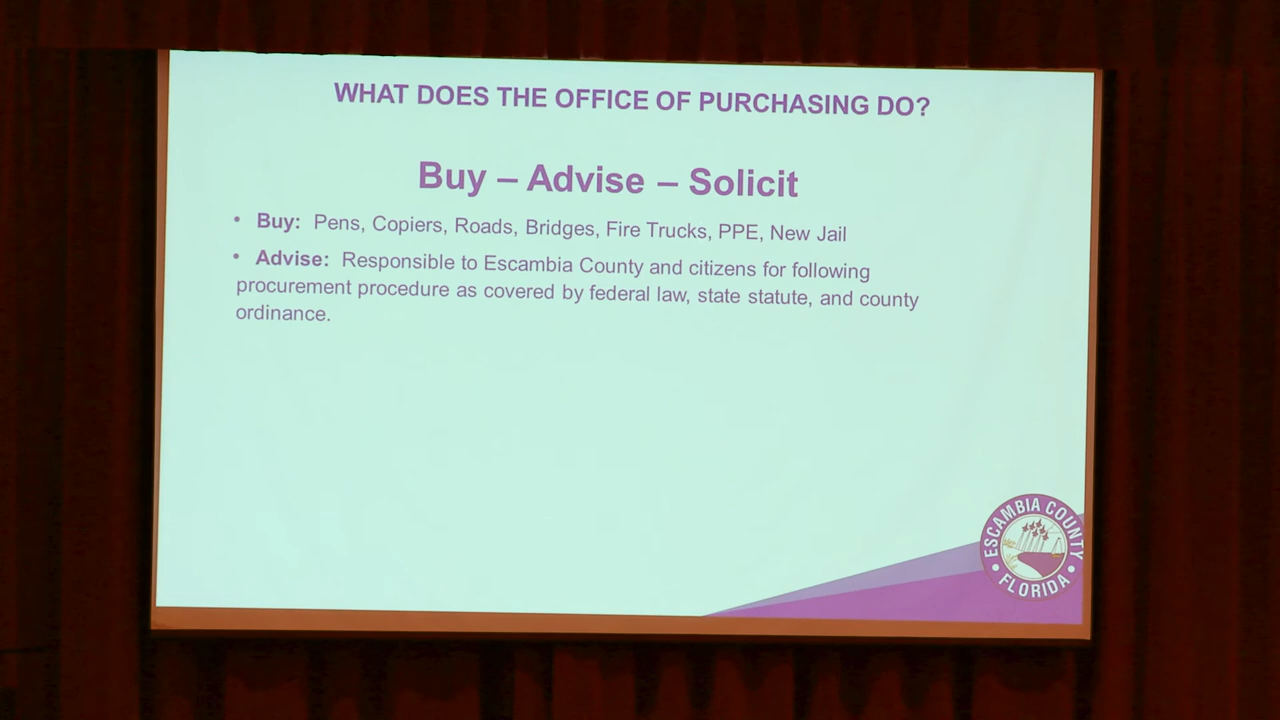 WHAT DOES THE OFFICE OF PURCHASING DO?
Buy – Advise – Solicit
• Buy: Pens, Copiers, Roads, Bridges, Fire Trucks, PPE, New Jail
• Advise: Responsible to Escambia County and citizens for following
procurement procedure as covered by federal law, state statute, and county
ordinance.
ESCAMBIA COUNTY
• FLORIDA •